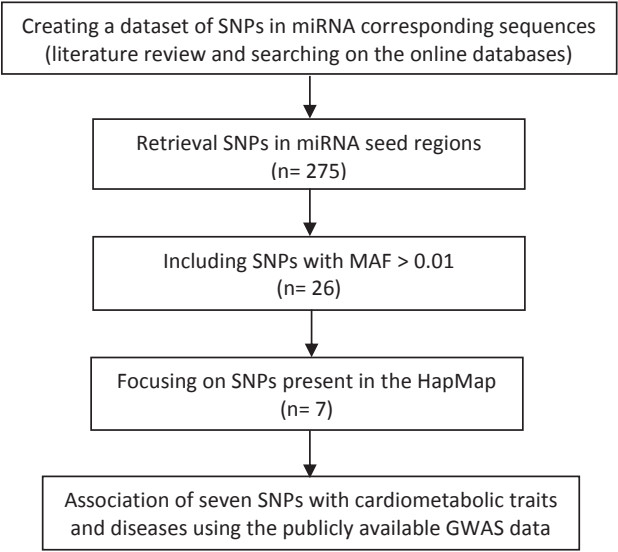 Creating a dataset of SNPs in miRNA corresponding sequences
(literature review and searching on the online databases)
Retrieval SNPs in miRNA seed regions
(n= 275)
Including SNPs with MAF > 0.01
(n= 26)
Focusing on SNPs present in the HapMap
(n= 7)
Association of seven SNPs with cardiometabolic traits
and diseases using the publicly available GWAS data